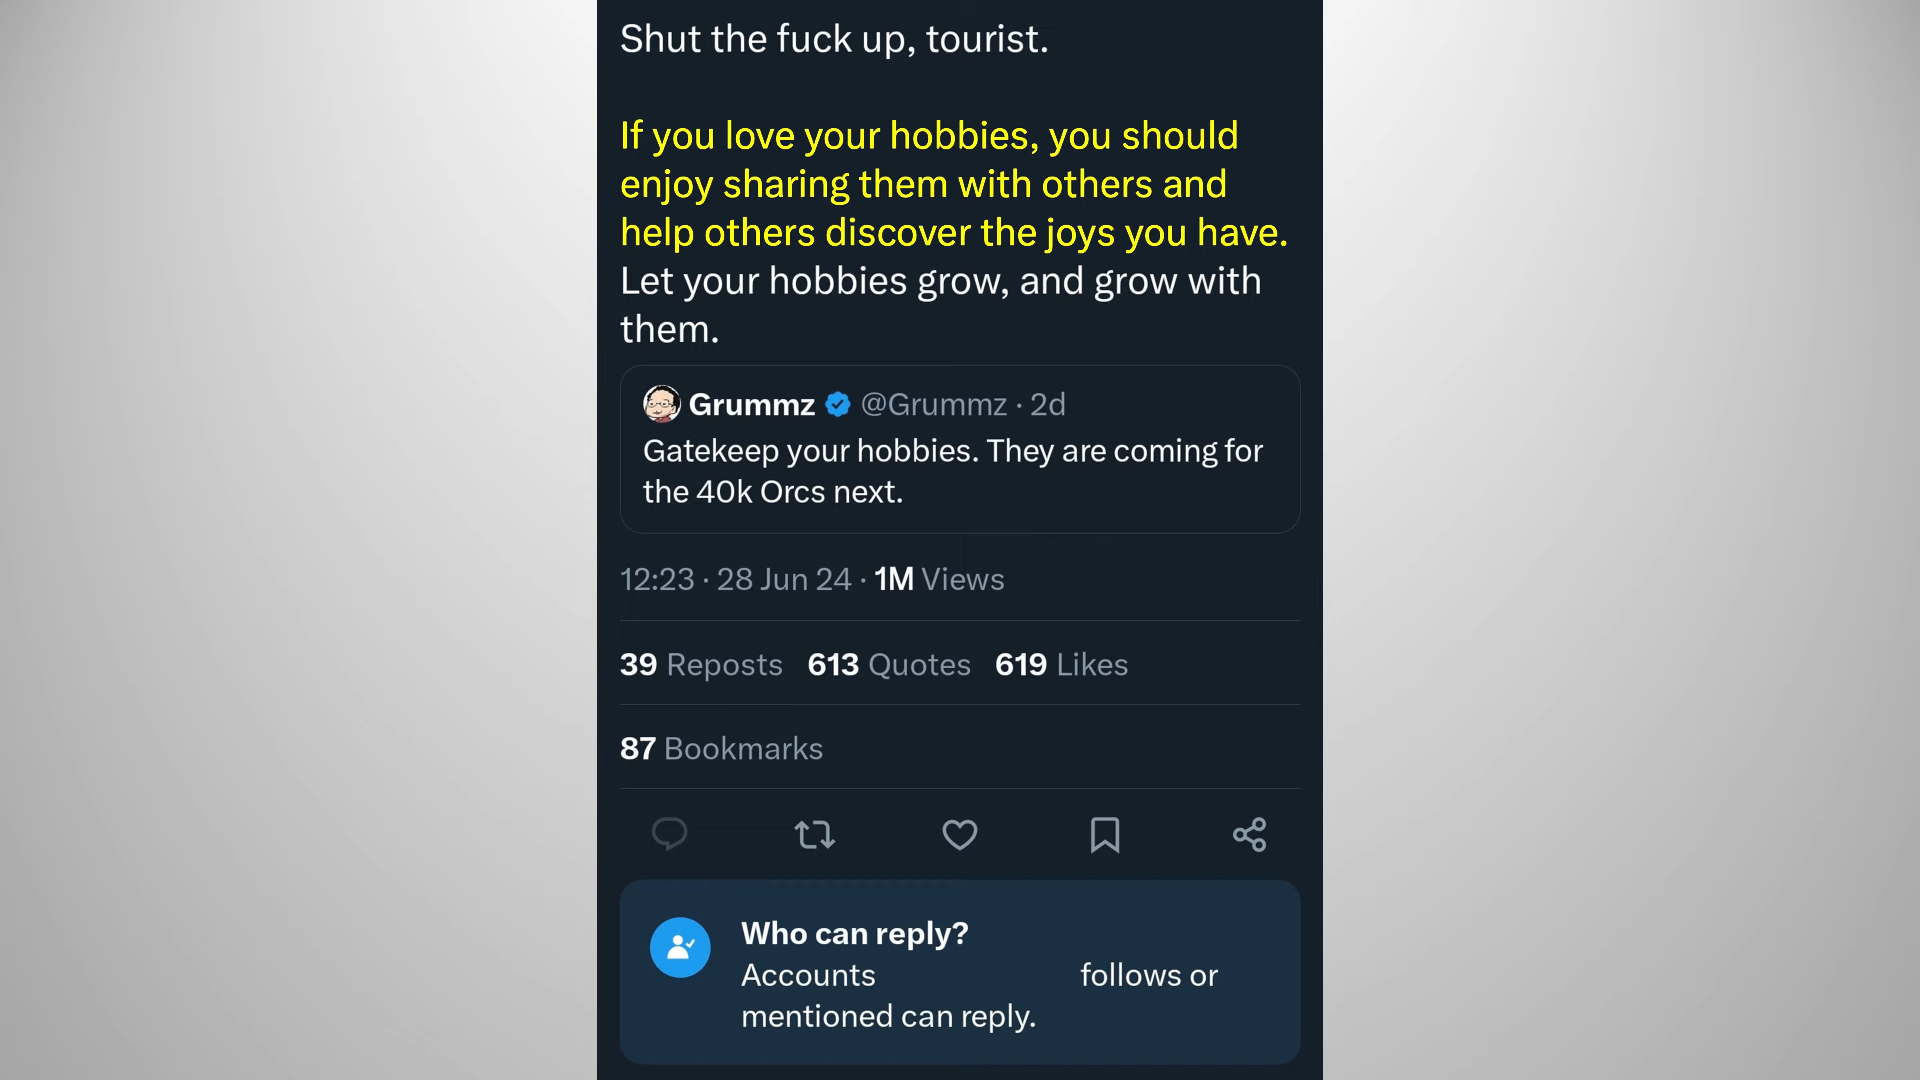 Shut the fuck up, tourist.
If you love your hobbies, you should
enjoy sharing them with others and
help others discover the joys you have.
Let your hobbies grow, and grow with
them.
Grummz @Grummz · 2d
Gatekeep your hobbies. They are coming for
the 40k Orcs next.
12:23 · 28 Jun 24 · 1M Views
39 Reposts 613 Quotes 619 Likes
87 Bookmarks
Who can reply?
Accounts follows or
mentioned can reply.